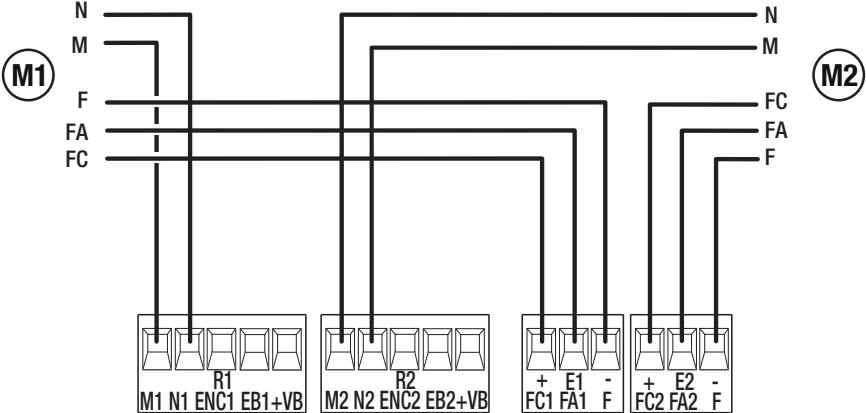 N
N
M
M
M1
M2
F
FC
FA
FA
FC
F
R1
M1 N1 ENC1 EB1+VB
R2
M2 N2 ENC2 EB2+VB
+ E1 -
FC1 FA1 F
+ E2 -
FC2 FA2 F